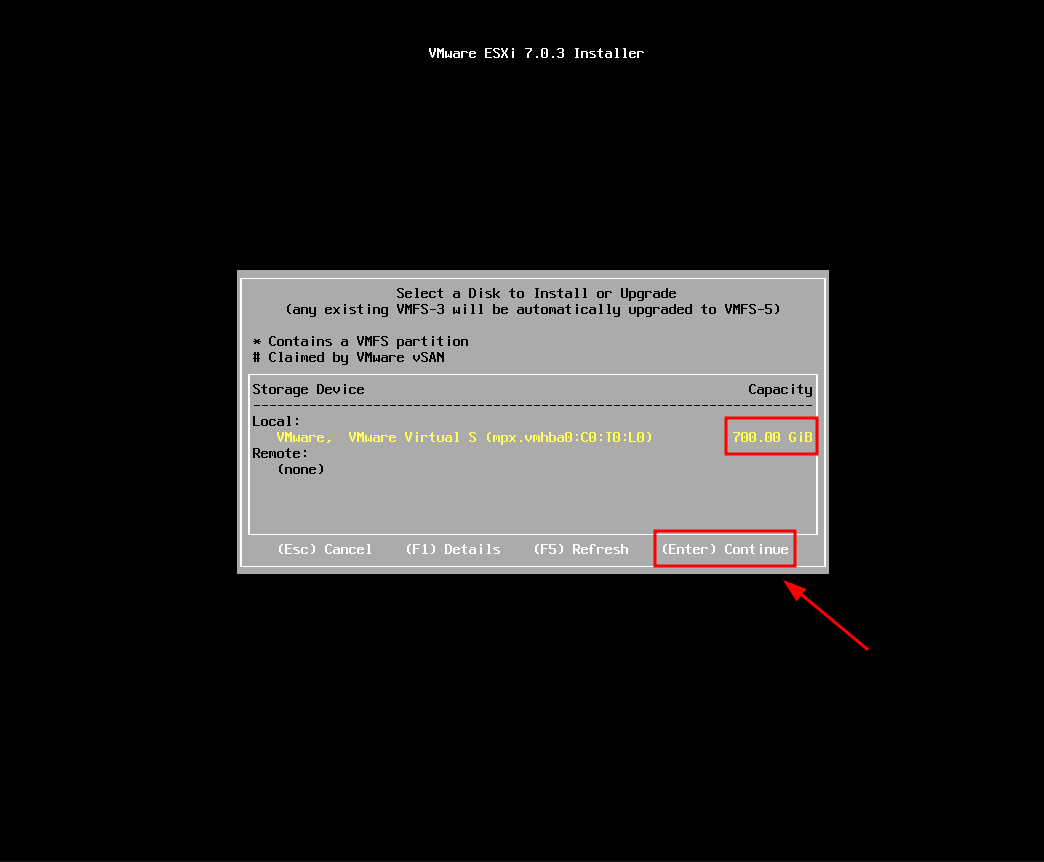 VMware ESXi 7.0.3 Installer
Select a Disk to Install or Upgrade
(any existing VMFS-3 will be automatically upgraded to VMFS-5)
* Contains a VMFS partition
# Claimed by VMware vSAN
Storage Device Capacity
Local:
VMware, VMware Virtual S (mpx.vmhba0:C0:T0:L0) 700.00 GiB
Remote:
(none)
(Esc) Cancel (F1) Details (F5) Refresh (Enter) Continue